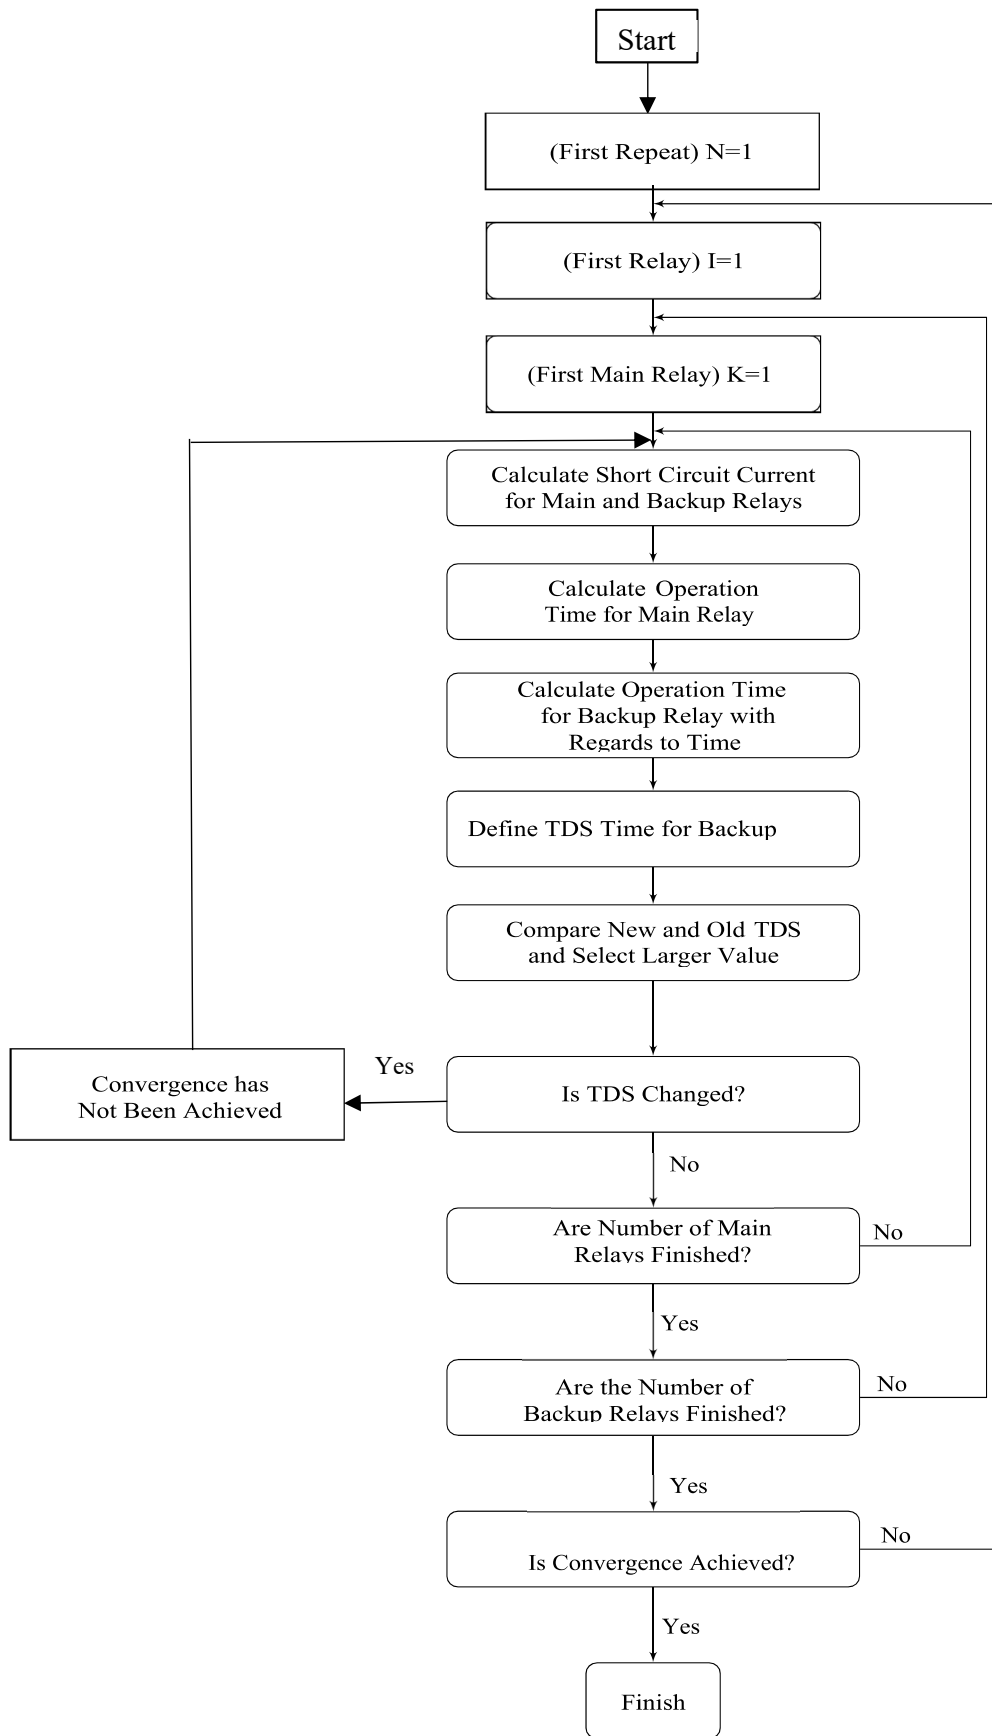 Start
(First Repeat) N=1
(First Relay) I=1
(First Main Relay) K=1
Calculate Short Circuit Current
for Main and Backup Relays
Calculate Operation
Time for Main Relay
Calculate Operation Time
for Backup Relay with
Regards to Time
Define TDS Time for Backup
Compare New and Old TDS
and Select Larger Value
Yes
Convergence has
Not Been Achieved
Is TDS Changed?
No
Are Number of Main
Relays Finished?
No
Yes
Are the Number of
Backup Relays Finished?
No
Yes
Is Convergence Achieved?
No
Yes
Finish